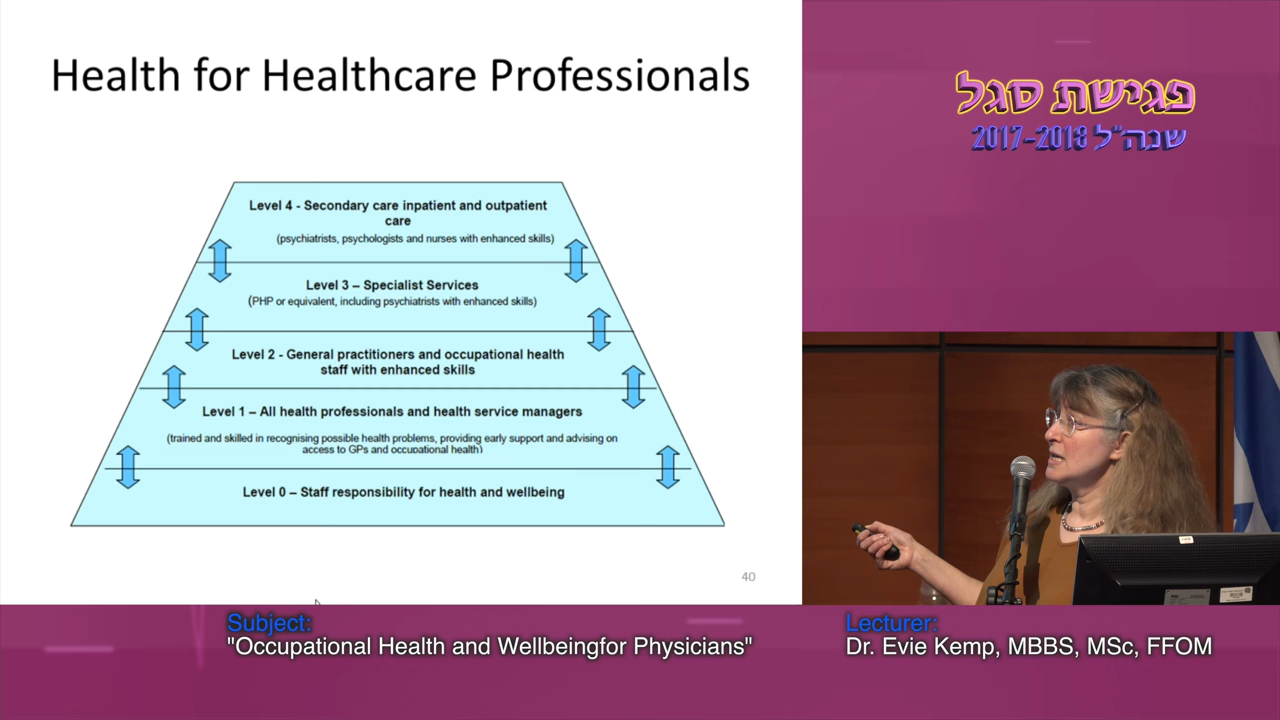 Health for Healthcare Professionals
Level 4 - Secondary care inpatient and outpatient
care
(psychiatrists, psychologists and nurses with enhanced skills)
Level 3 – Specialist Services
(PHP or equivalent, including psychiatrists with enhanced skills)
Level 2 - General practitioners and occupational health
staff with enhanced skills
Level 1 – All health professionals and health service managers
(trained and skilled in recognising possible health problems, providing early support and advising on
access to GPs and occupational health)
Level 0 – Staff responsibility for health and wellbeing
40
פגישת סגל
שנה"ל 2017-2018
Subject:
"Occupational Health and Wellbeingfor Physicians"
Lecturer:
Dr. Evie Kemp, MBBS, MSc, FFOM